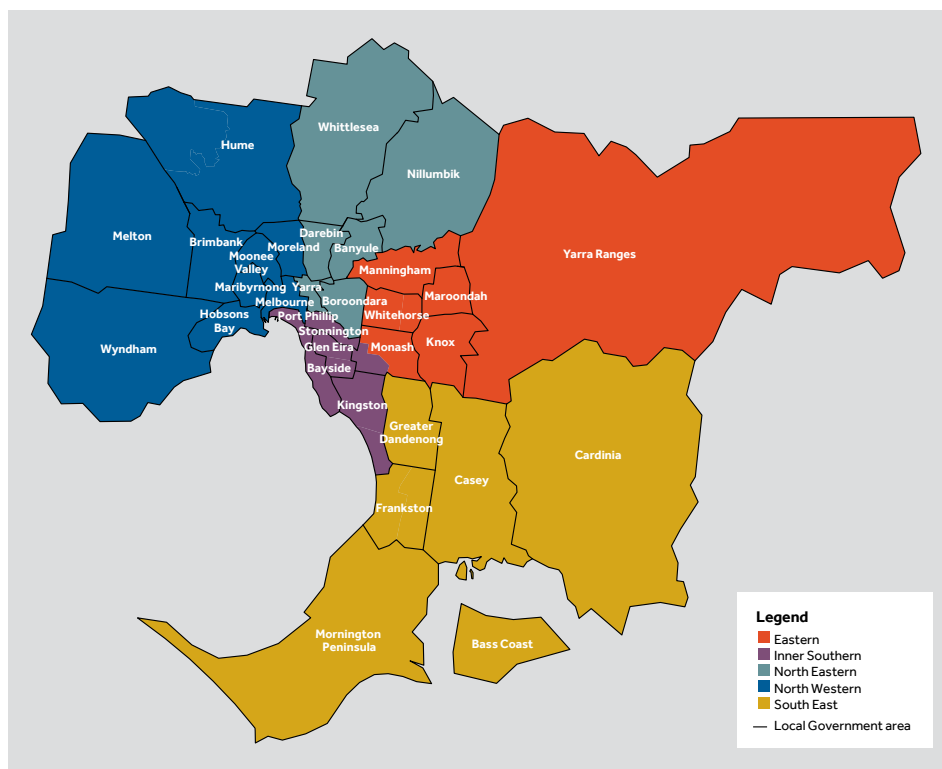 Whittlesea
Hume
Nillumbik
Melton
Brimbank
Moonee
Valley
Moreland
Darebin
Banyule
Manningham
Yarra Ranges
Maribyrnong
Yarra
Melbourne
Boroondara
Maroondah
Hobsons
Bay
Port Phillip
Whitehorse
Stonnington
Wyndham
Glen Eira
Monash
Knox
Bayside
Kingston
Greater
Dandenong
Casey
Cardinia
Frankston
Mornington
Peninsula
Bass Coast
Legend
Eastern
Inner Southern
North Eastern
North Western
South East
Local Government area